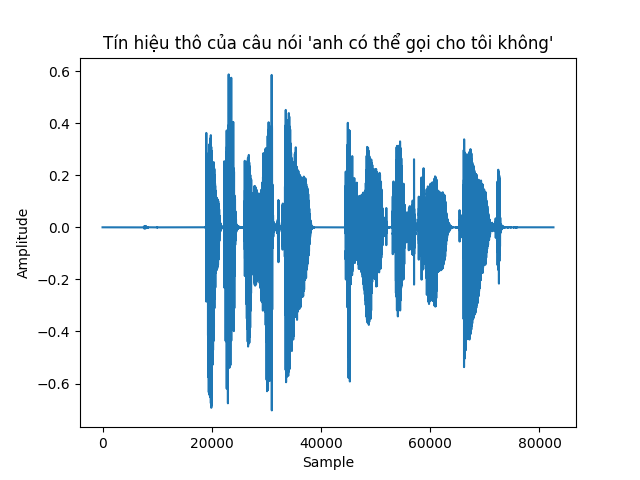 Tín hiệu thô của câu nói 'anh có thể gọi cho tôi không'
0.6
0.4
0.2
0.0
−0.2
−0.4
−0.6
Amplitude
0 20000 40000 60000 80000
Sample